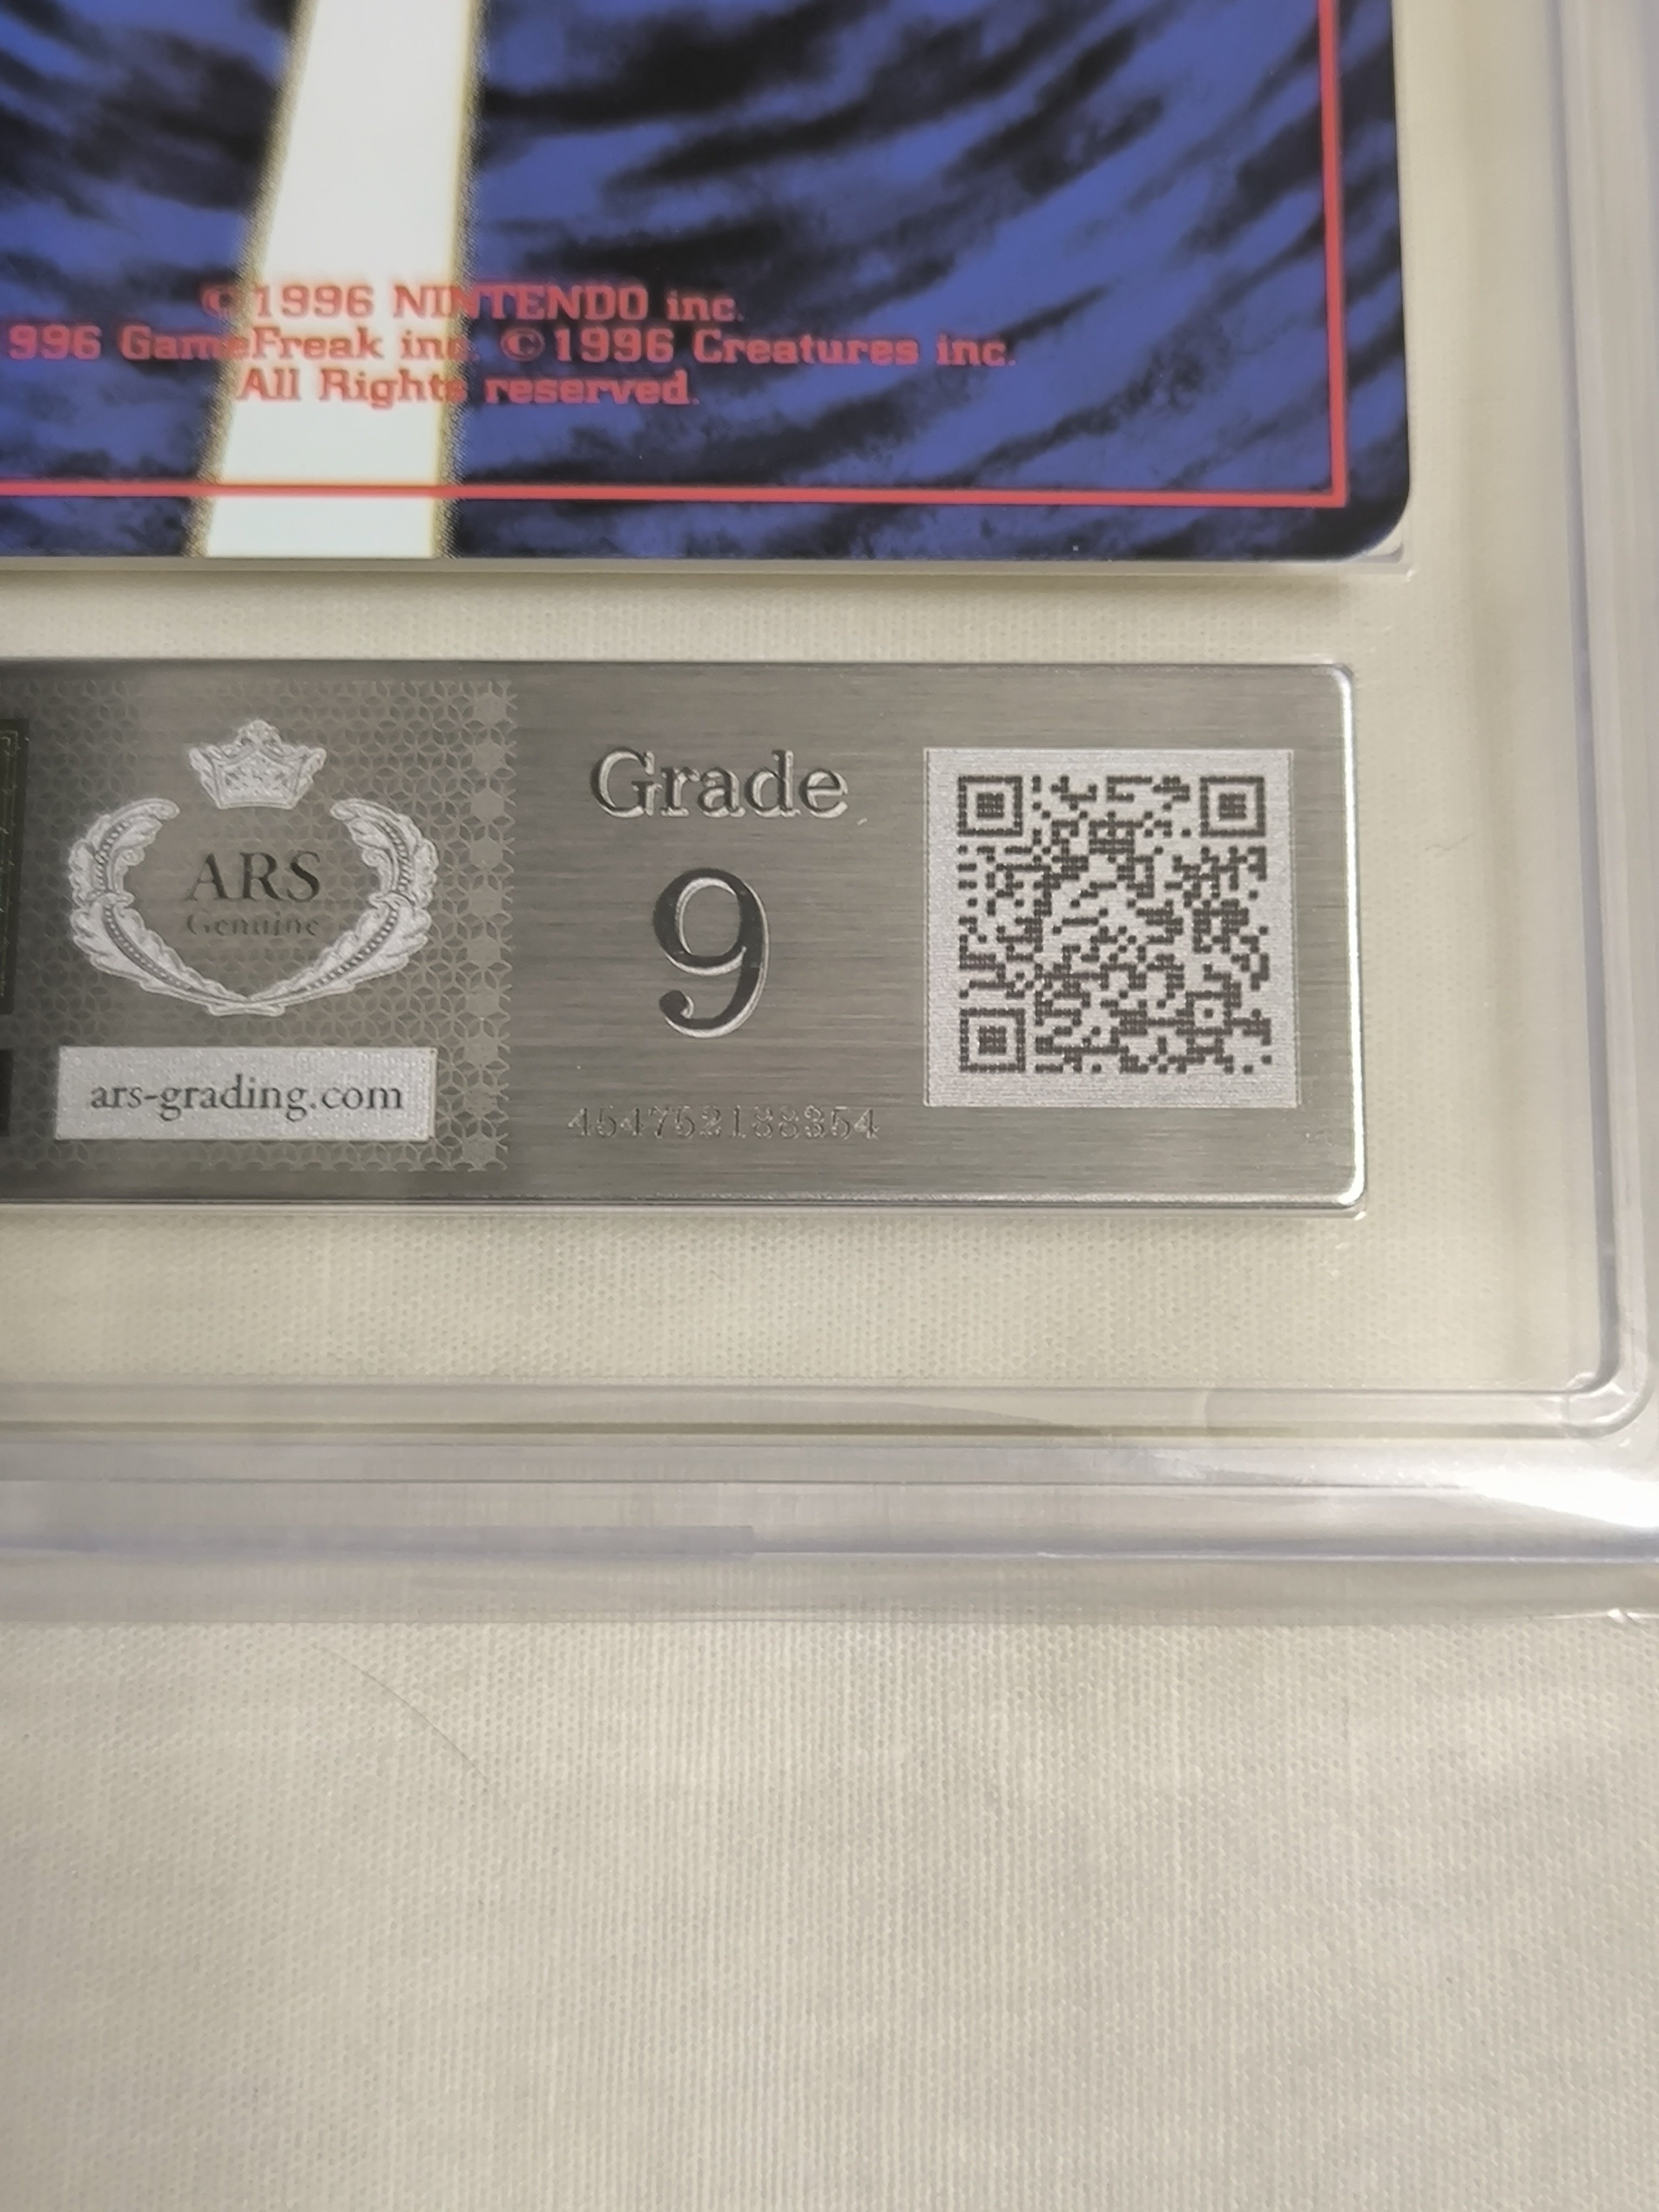 ©1996 NINTENDO inc.
996 GameFreak inc. ©1996 Creatures inc.
All Rights reserved.
ARS
Genuine
ars-grading.com
Grade
9
454752188354